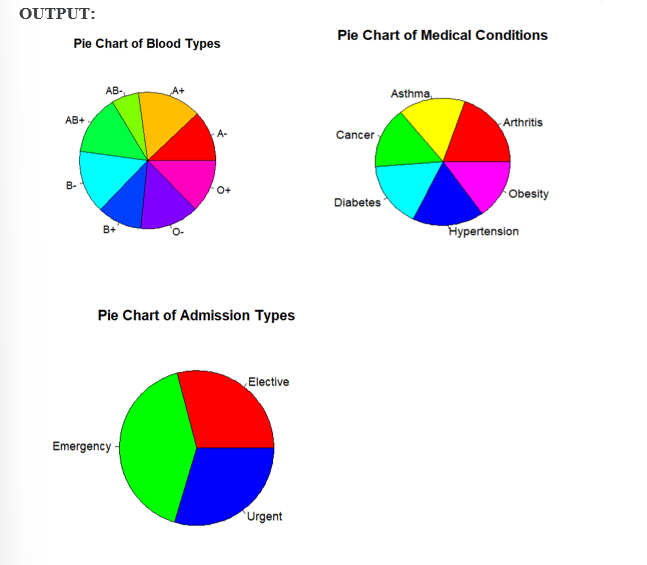 OUTPUT:
Pie Chart of Blood Types
AB-
A+
AB+
A-
B-
O+
B+
O-
Pie Chart of Medical Conditions
Asthma
Arthritis
Cancer
Obesity
Diabetes
Hypertension
Pie Chart of Admission Types
Elective
Emergency
Urgent